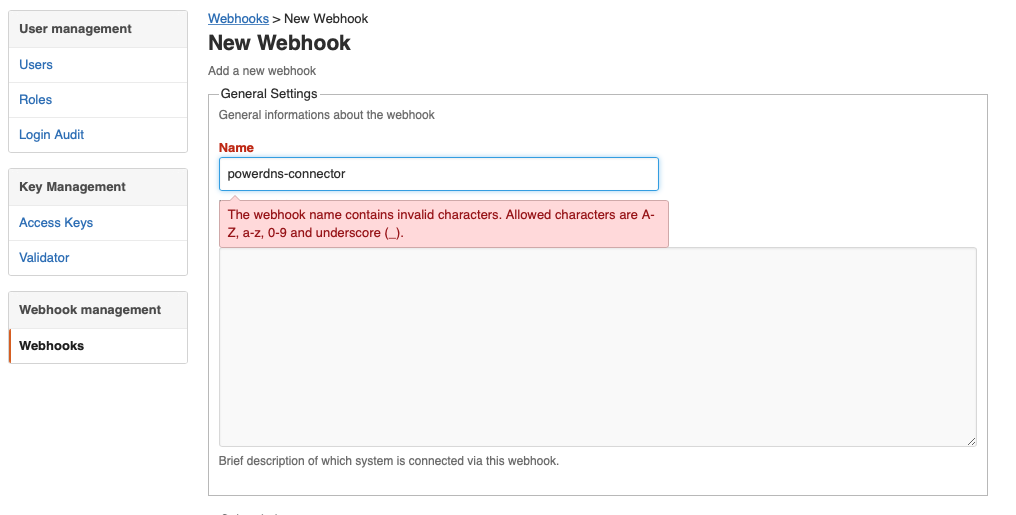 User management
Users
Roles
Login Audit
Key Management
Access Keys
Validator
Webhook management
Webhooks
Webhooks > New Webhook
New Webhook
Add a new webhook
General Settings
General informations about the webhook
Name
powerdns-connector
The webhook name contains invalid characters. Allowed characters are A-
Z, a-z, 0-9 and underscore (_).
Brief description of which system is connected via this webhook.